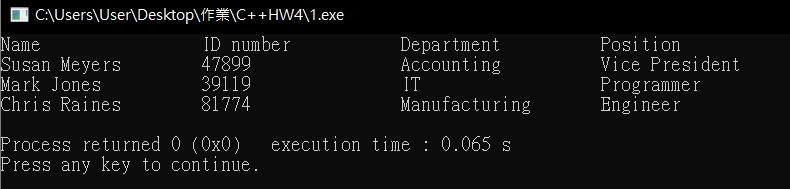 C:\Users\User\Desktop\作業\C++HW4\1.exe
Name ID number Department Position
Susan Meyers 47899 Accounting Vice President
Mark Jones 39119 IT Programmer
Chris Raines 81774 Manufacturing Engineer
Process returned 0 (0x0) execution time : 0.065 s
Press any key to continue.